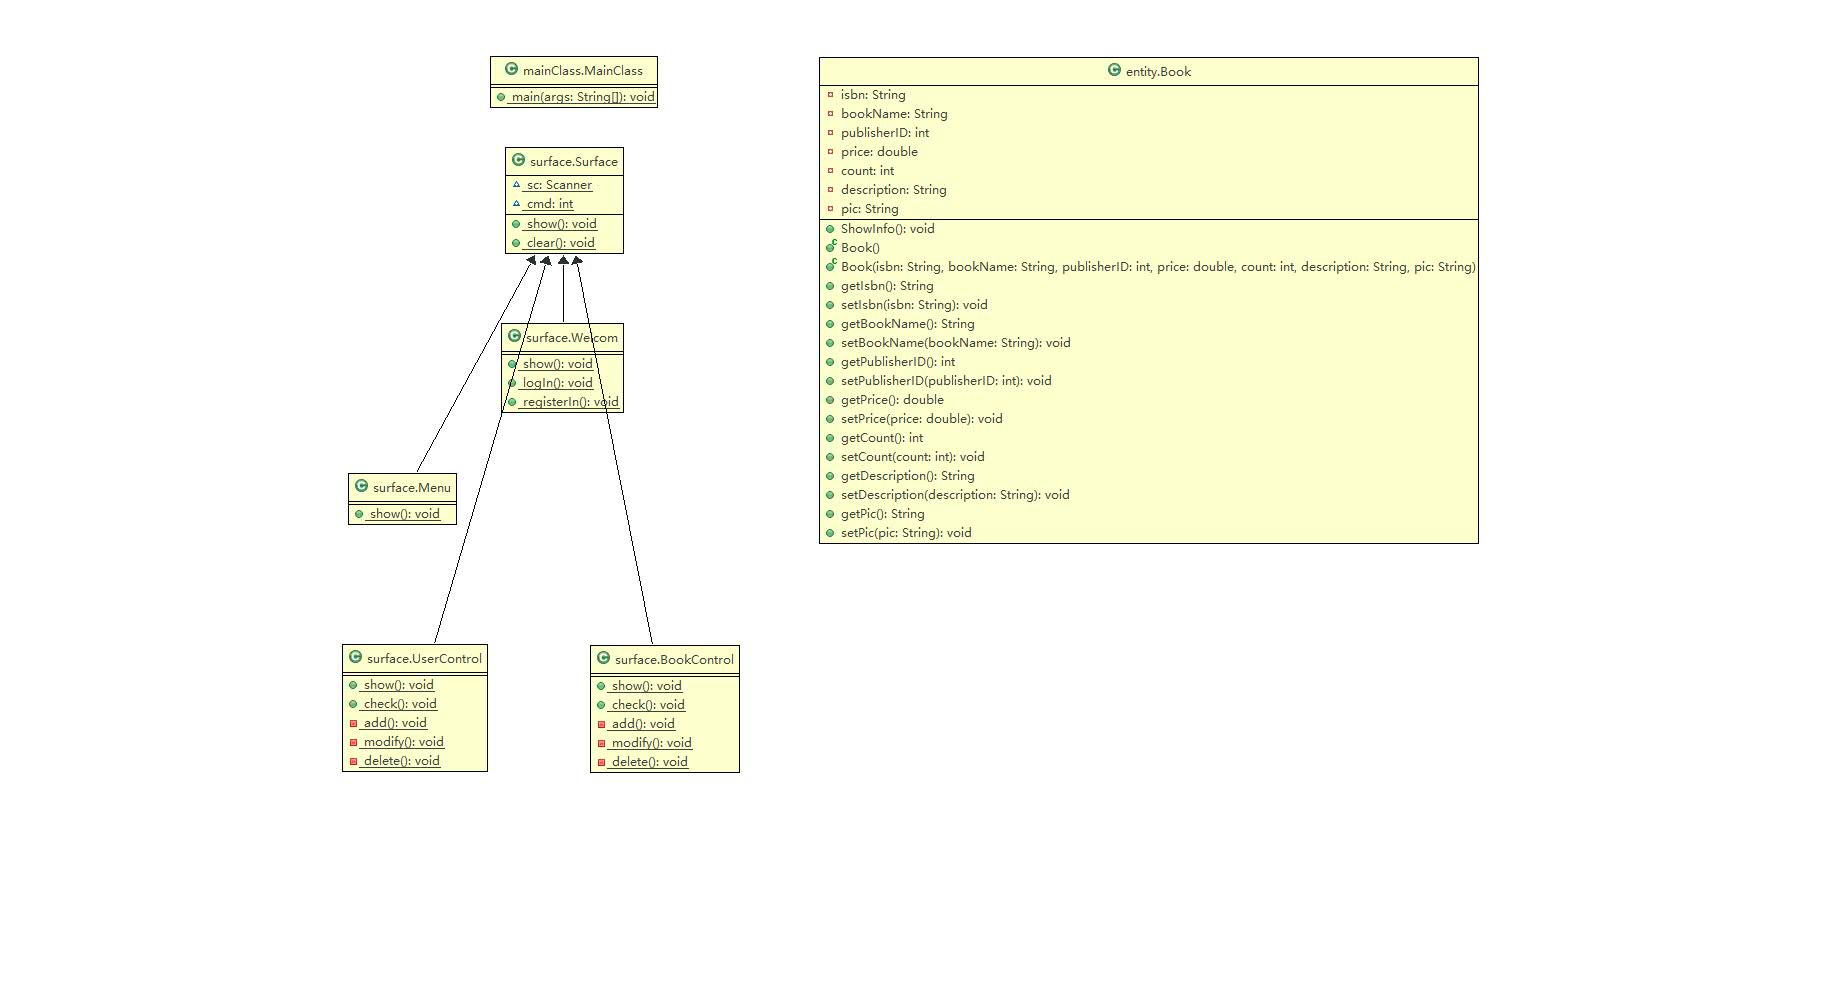 mainClass.MainClass
main(args: String[]): void
surface.Surface
sc: Scanner
cmd: int
show(): void
clear(): void
surface.Welcom
show(): void
logIn(): void
registerIn(): void
surface.Menu
show(): void
surface.UserControl
show(): void
check(): void
add(): void
modify(): void
delete(): void
surface.BookControl
show(): void
check(): void
add(): void
modify(): void
delete(): void
entity.Book
isbn: String
bookName: String
publisherID: int
price: double
count: int
description: String
pic: String
ShowInfo(): void
Book()
Book(isbn: String, bookName: String, publisherID: int, price: double, count: int, description: String, pic: String)
getIsbn(): String
setIsbn(isbn: String): void
getBookName(): String
setBookName(bookName: String): void
getPublisherID(): int
setPublisherID(publisherID: int): void
getPrice(): double
setPrice(price: double): void
getCount(): int
setCount(count: int): void
getDescription(): String
setDescription(description: String): void
getPic(): String
setPic(pic: String): void